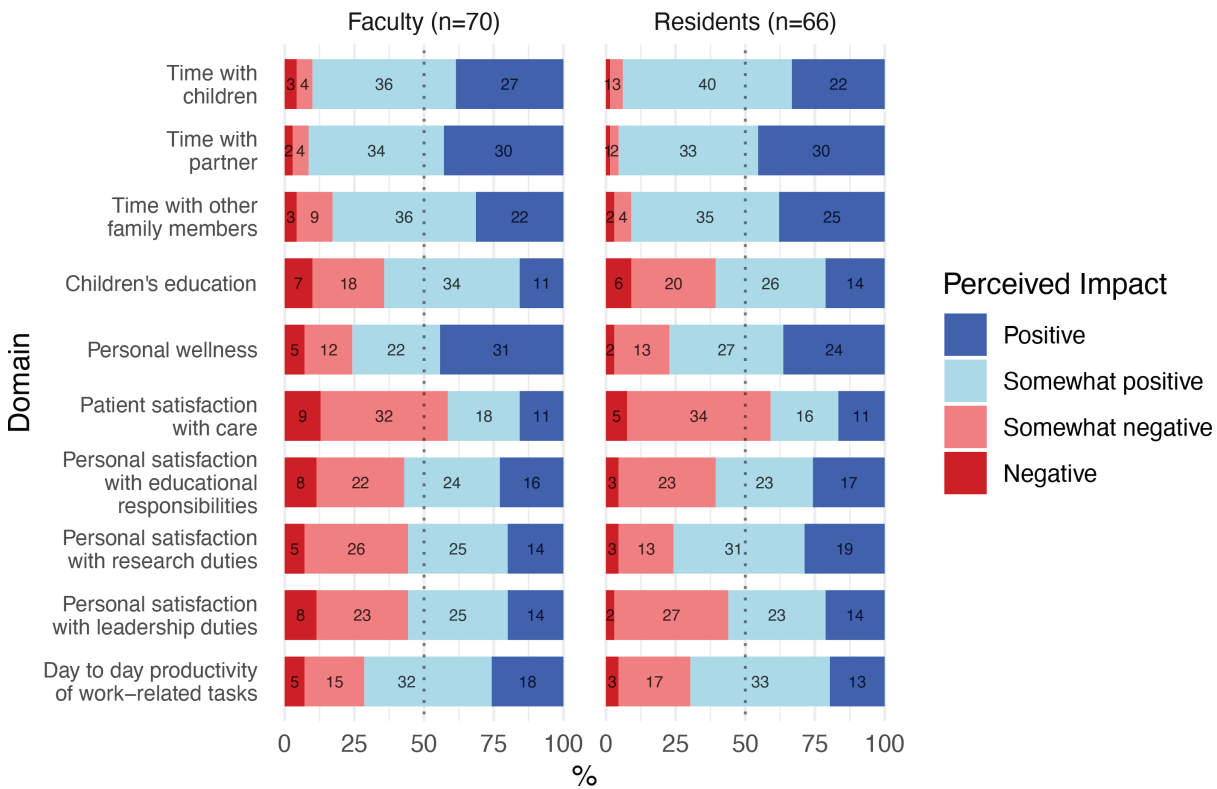 Faculty (n=70)
Residents (n=66)
Time with
children
3 4 36 27
13 40 22
Time with
partner
2 4 34 30
12 33 30
Time with other
family members
3 9 36 22
2 4 35 25
Children's education
7 18 34 11
6 20 26 14
Personal wellness
5 12 22 31
2 13 27 24
Patient satisfaction
with care
9 32 18 11
5 34 16 11
Personal satisfaction
with educational
responsibilities
8 22 24 16
3 23 23 17
Personal satisfaction
with research duties
5 26 25 14
3 13 31 19
Personal satisfaction
with leadership duties
8 23 25 14
2 27 23 14
Day to day productivity
of work−related tasks
5 15 32 18
3 17 33 13
0 25 50 75 100
0 25 50 75 100
%
Domain
Perceived Impact
Positive
Somewhat positive
Somewhat negative
Negative